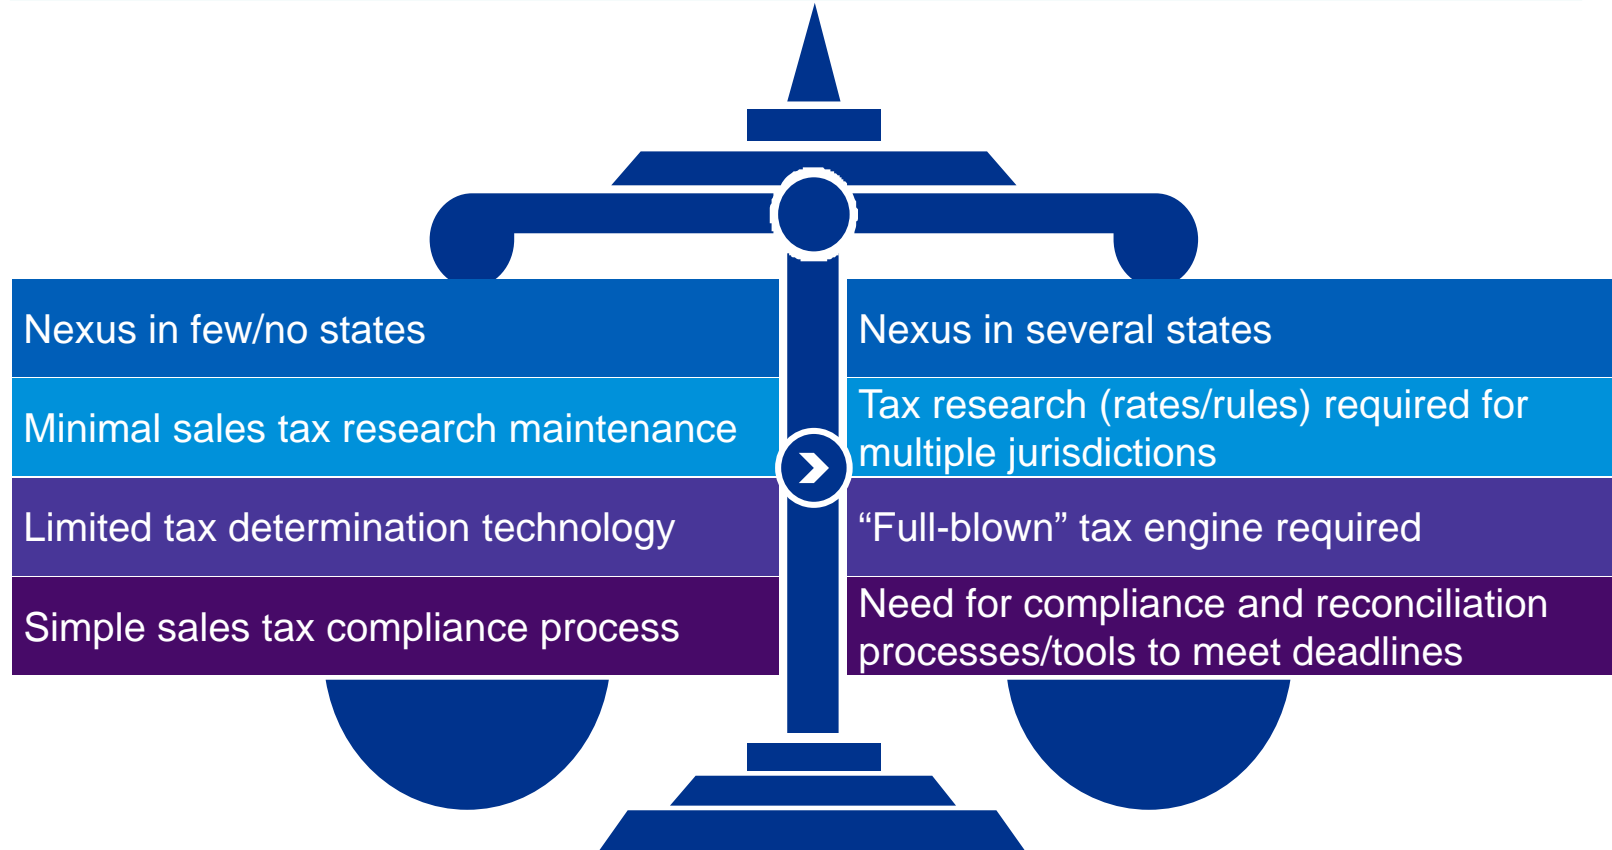 Nexus in few/no states
Minimal sales tax research maintenance
Limited tax determination technology
Simple sales tax compliance process
Nexus in several states
Tax research (rates/rules) required for
multiple jurisdictions
“Full-blown” tax engine required
Need for compliance and reconciliation
processes/tools to meet deadlines